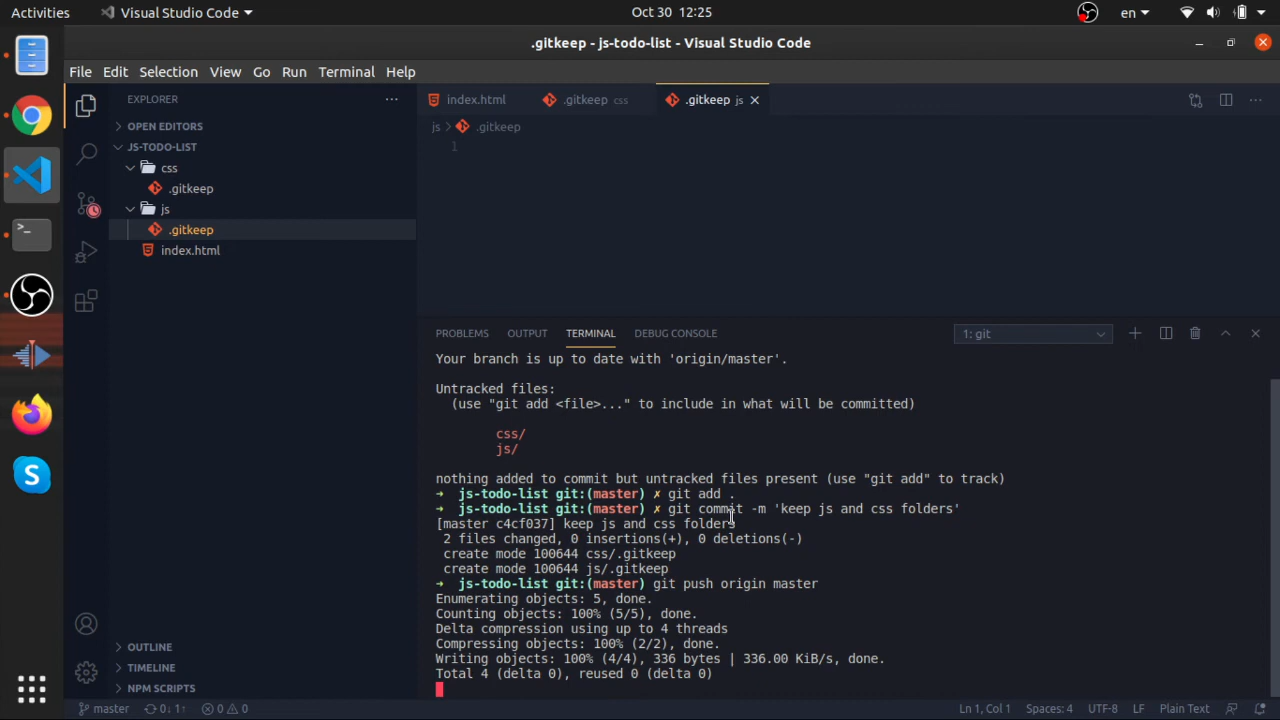 Activities
Visual Studio Code
Oct 30 12:25
en
.gitkeep - js-todo-list - Visual Studio Code
File Edit Selection View Go Run Terminal Help
EXPLORER
OPEN EDITORS
JS-TODO-LIST
css
.gitkeep
js
.gitkeep
index.html
OUTLINE
TIMELINE
NPM SCRIPTS
index.html
.gitkeep css
.gitkeep js
js > .gitkeep
1
PROBLEMS OUTPUT TERMINAL DEBUG CONSOLE
1: git
Your branch is up to date with 'origin/master'.
Untracked files:
(use "git add <file>..." to include in what will be committed)
css/
js/
nothing added to commit but untracked files present (use "git add" to track)
➜ js-todo-list git:(master) ✗ git add .
➜ js-todo-list git:(master) ✗ git commit -m 'keep js and css folders'
[master c4cf037] keep js and css folders
2 files changed, 0 insertions(+), 0 deletions(-)
create mode 100644 css/.gitkeep
create mode 100644 js/.gitkeep
➜ js-todo-list git:(master) git push origin master
Enumerating objects: 5, done.
Counting objects: 100% (5/5), done.
Delta compression using up to 4 threads
Compressing objects: 100% (2/2), done.
Writing objects: 100% (4/4), 336 bytes | 336.00 KiB/s, done.
Total 4 (delta 0), reused 0 (delta 0)
master 0↓ 1↑ 0 0 Ln 1, Col 1 Spaces: 4 UTF-8 LF Plain Text